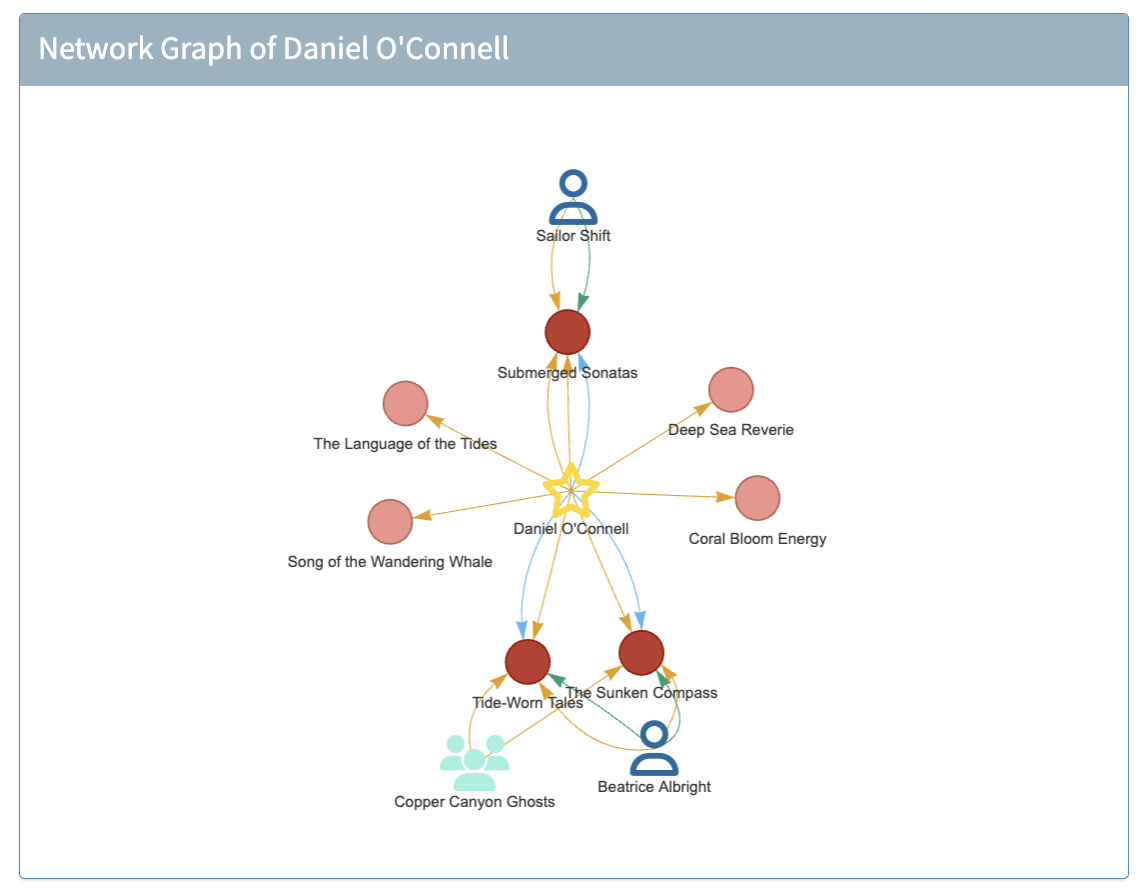 Network Graph of Daniel O'Connell
Sailor Shift
Submerged Sonatas
The Language of the Tides
Deep Sea Reverie
Daniel O'Connell
Coral Bloom Energy
Song of the Wandering Whale
Tide-Worn Tales
The Sunken Compass
Beatrice Albright
Copper Canyon Ghosts